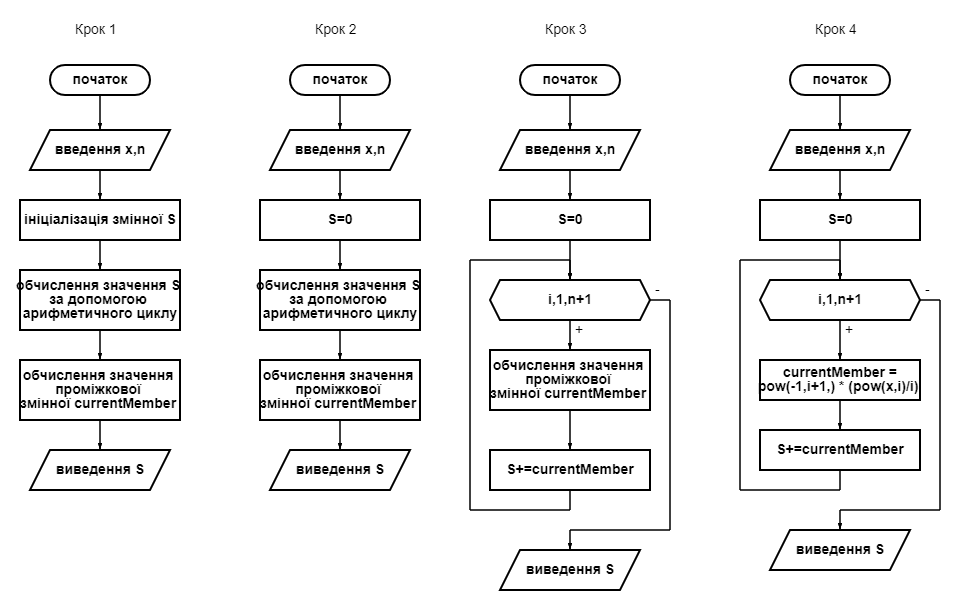 Крок 1
початок
введення x,n
ініціалізація змінної S
обчислення значення S
за допомогою
арифметичного циклу
обчислення значення
проміжкової
змінної currentMember
виведення S
Крок 2
початок
введення x,n
S=0
обчислення значення S
за допомогою
арифметичного циклу
обчислення значення
проміжкової
змінної currentMember
виведення S
Крок 3
початок
введення x,n
S=0
i,1,n+1
-
+
обчислення значення
проміжкової
змінної currentMember
S+=currentMember
виведення S
Крок 4
початок
введення x,n
S=0
i,1,n+1
-
+
currentMember =
pow(-1,i+1,) * (pow(x,i)/i)
S+=currentMember
виведення S